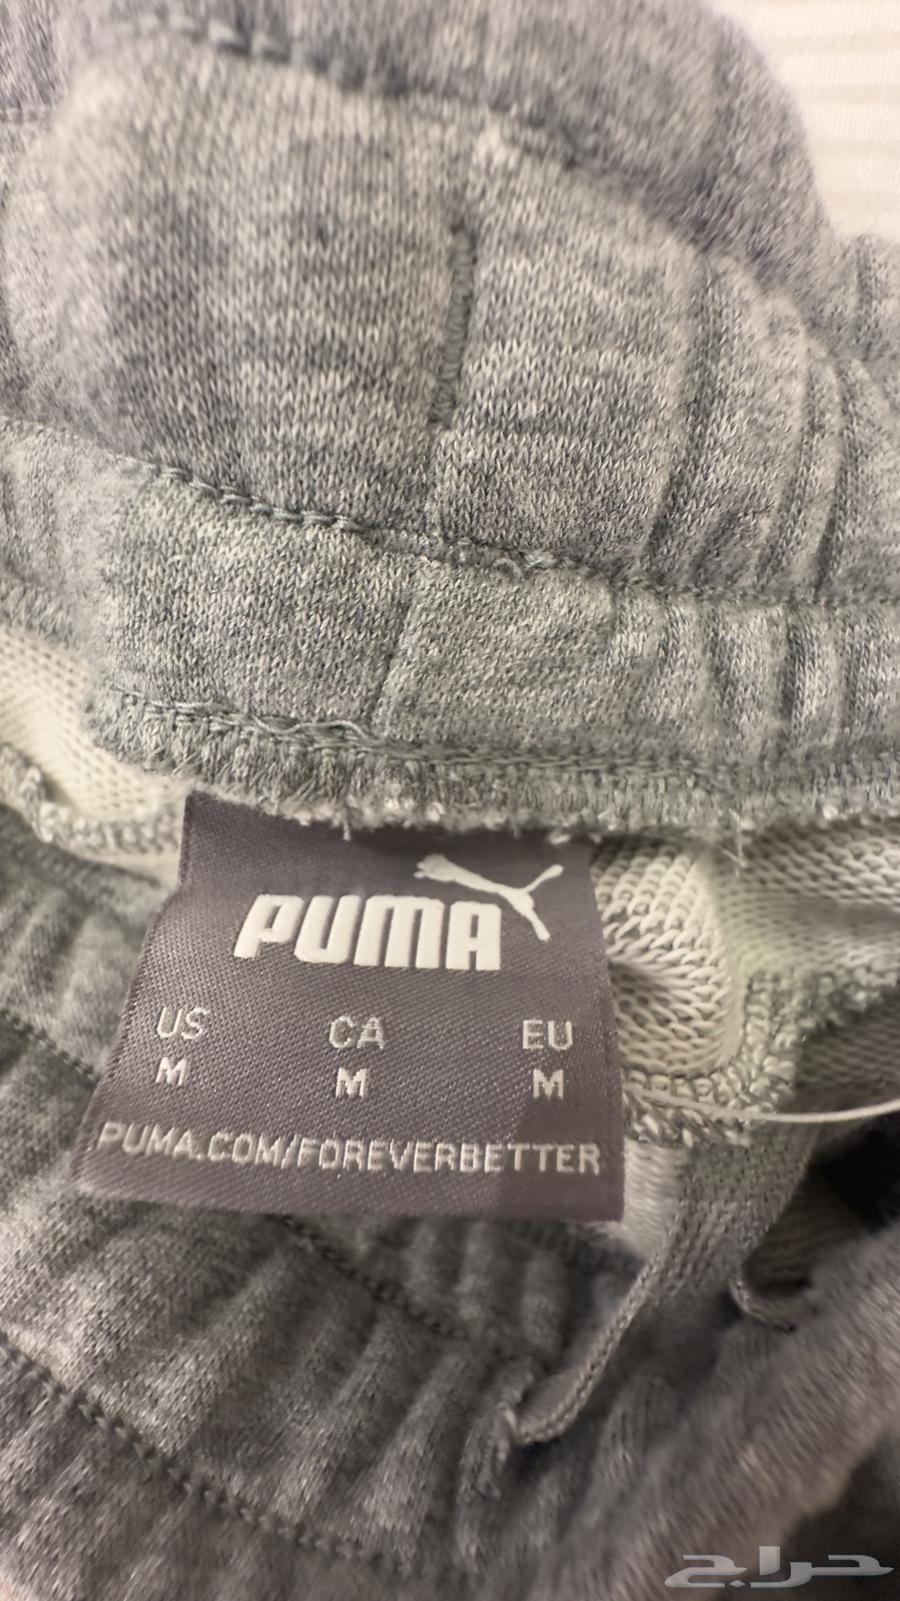 PUMA
US CA EU
M M M
PUMA.COM/FOREVERBETTER
حراج